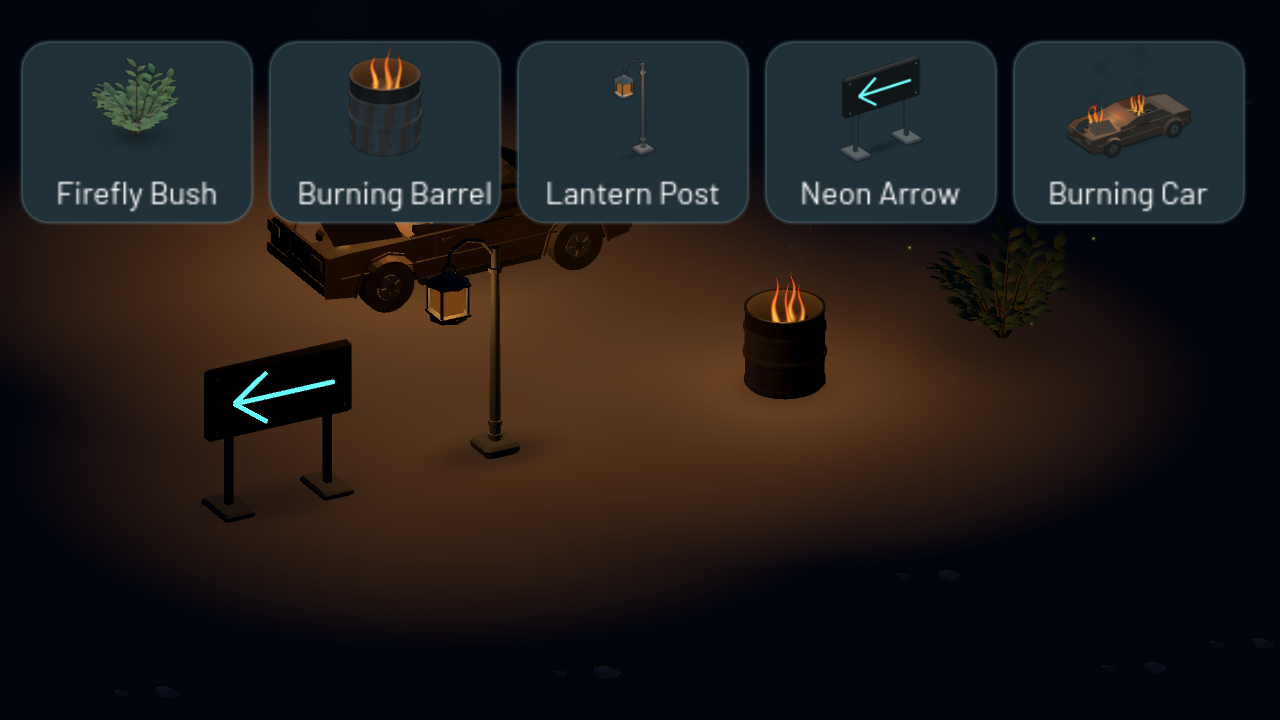 Firefly Bush
Burning Barrel
Lantern Post
Neon Arrow
Burning Car